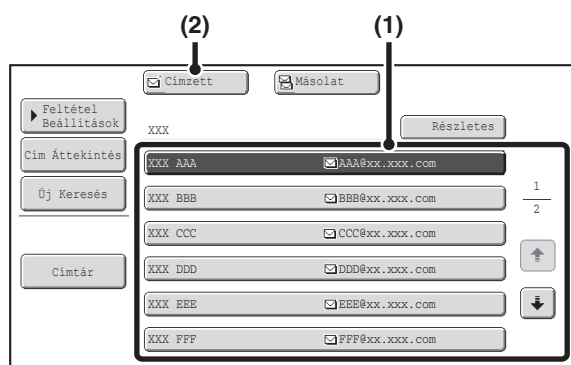 (2) (1)
Címzett Másolat
Feltétel
Beállítások
XXX Részletes
Cím Áttekintés
XXX AAA AAA@xx.xxx.com
Új Keresés
XXX BBB BBB@xx.xxx.com
1
2
XXX CCC CCC@xx.xxx.com
Címtár
XXX DDD DDD@xx.xxx.com
XXX EEE EEE@xx.xxx.com
XXX FFF FFF@xx.xxx.com